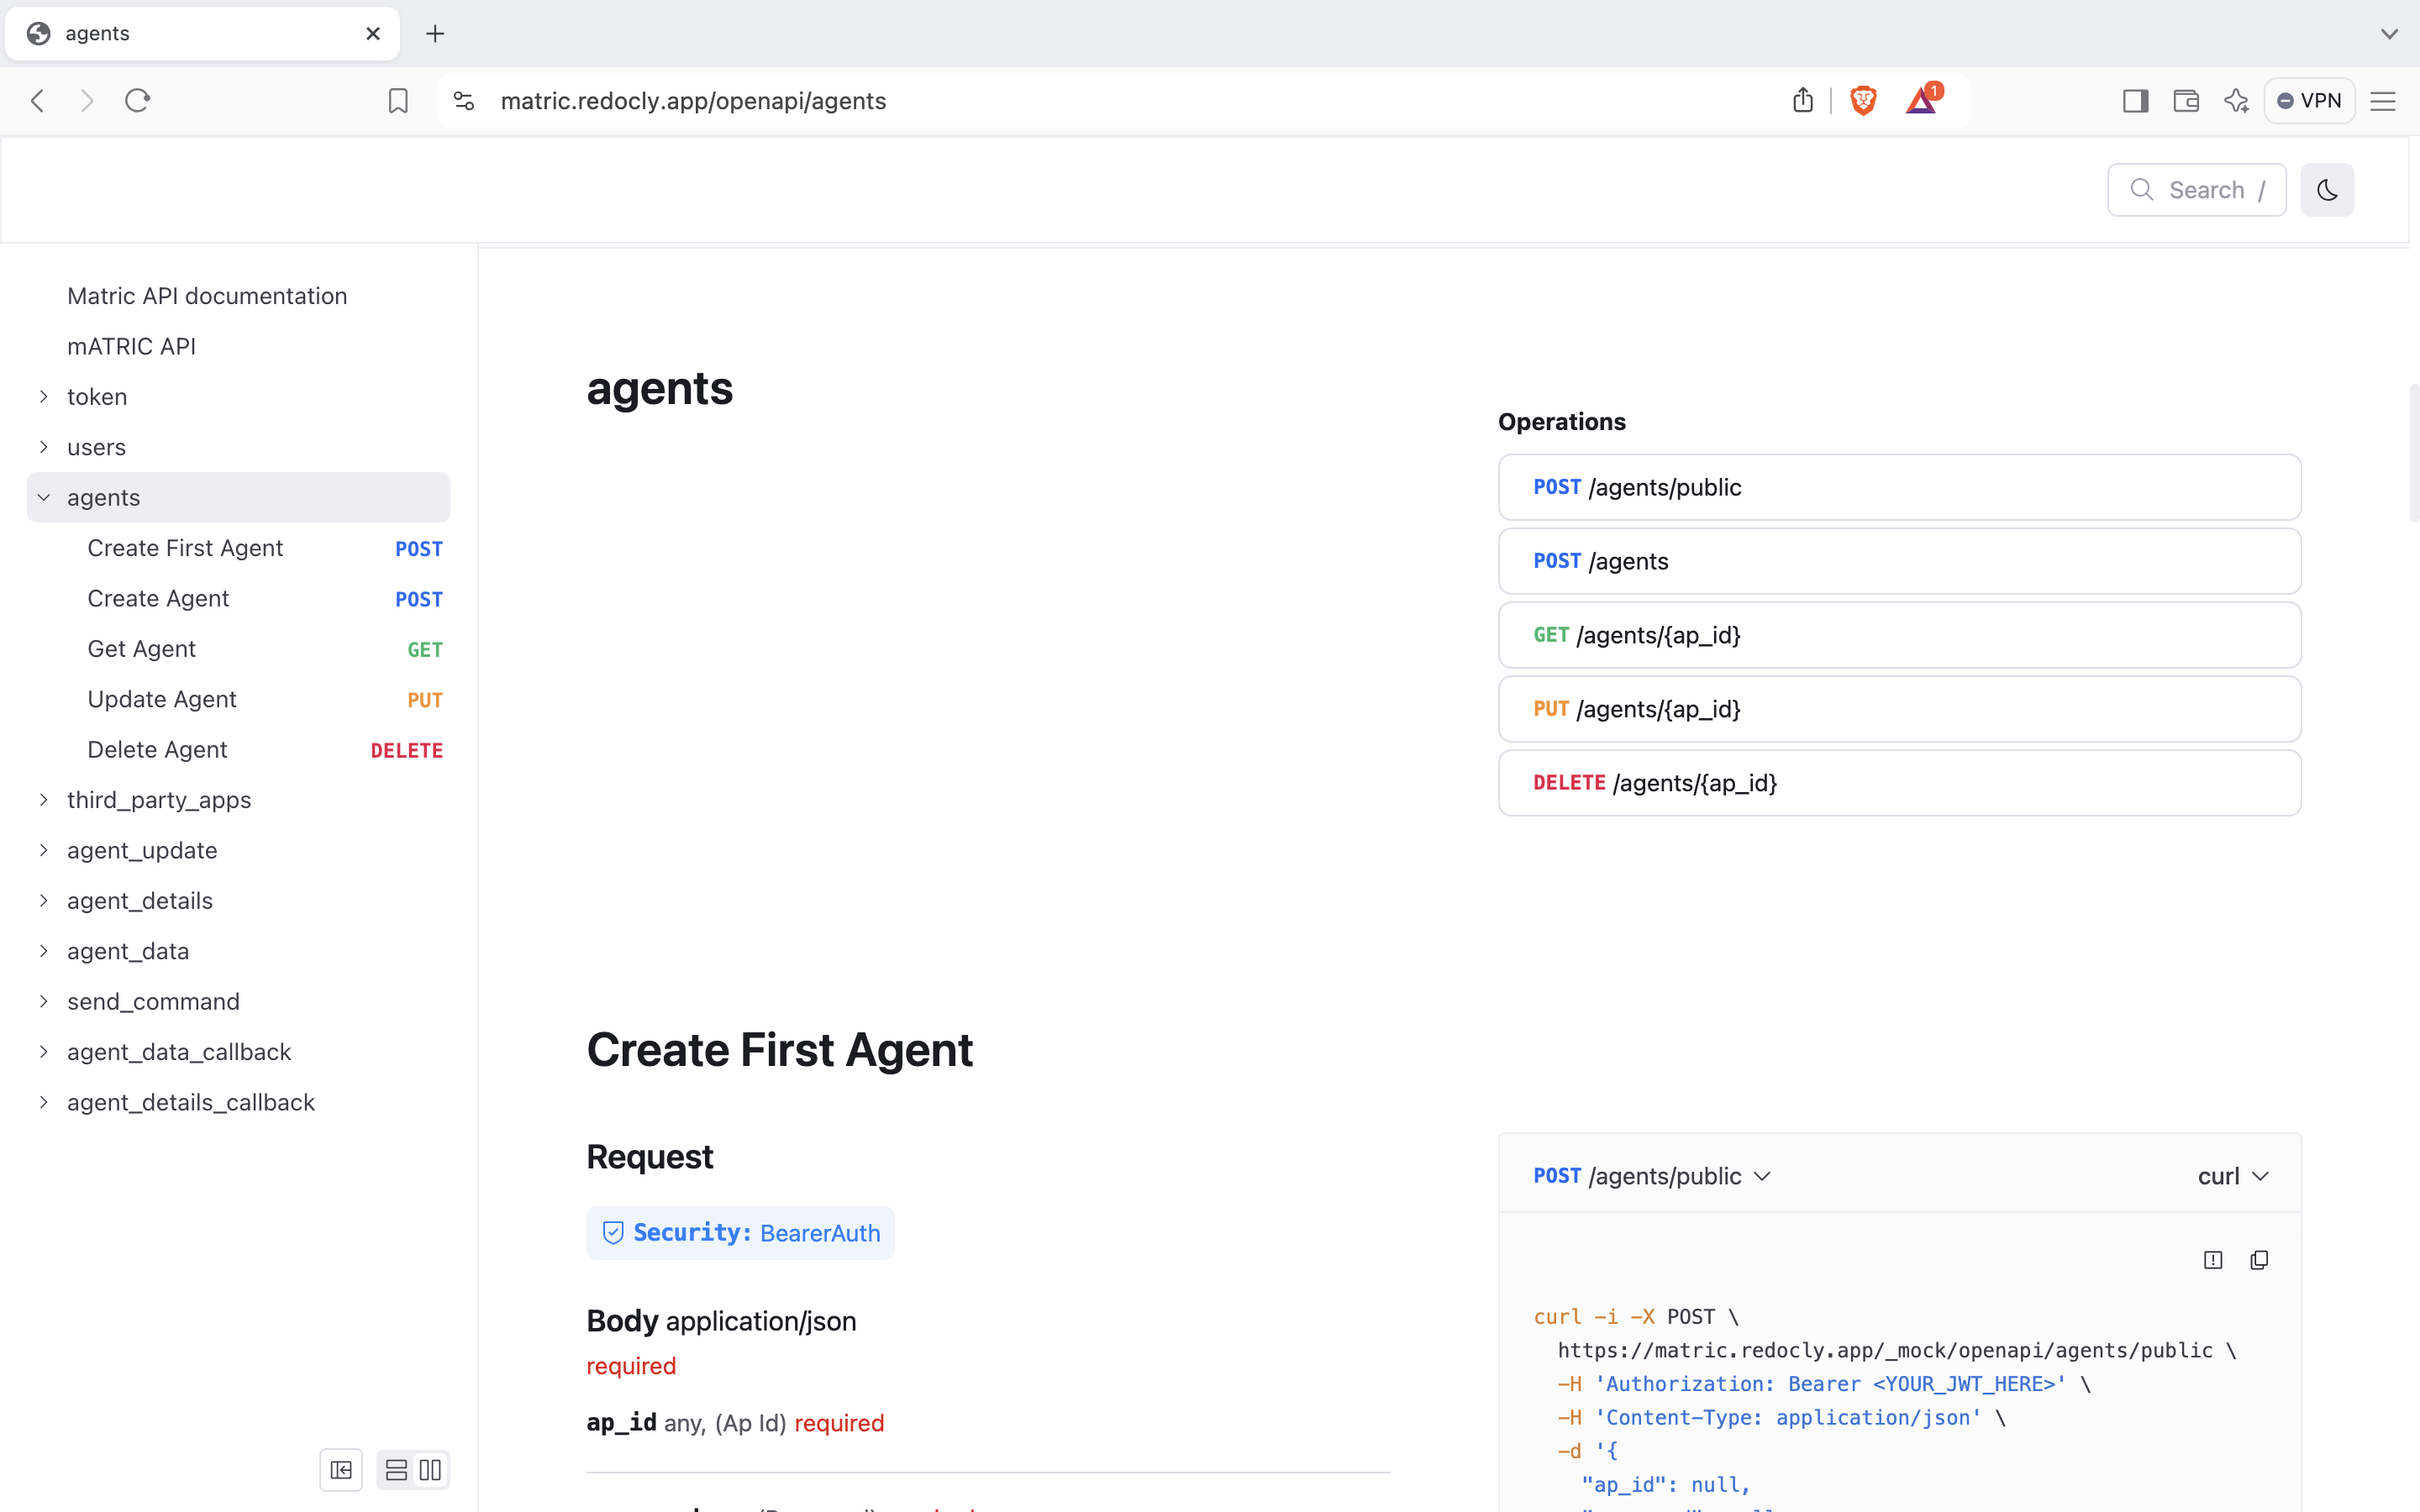 agents
matric.redocly.app/openapi/agents
1
VPN
Search /
Matric API documentation
mATRIC API
token
users
agents
Create First Agent POST
Create Agent POST
Get Agent GET
Update Agent PUT
Delete Agent DELETE
third_party_apps
agent_update
agent_details
agent_data
send_command
agent_data_callback
agent_details_callback
agents
Operations
POST /agents/public
POST /agents
GET /agents/{ap_id}
PUT /agents/{ap_id}
DELETE /agents/{ap_id}
Create First Agent
Request
Security: BearerAuth
Body application/json
required
ap_id any, (Ap Id) required
POST /agents/public
curl
curl -i -X POST \
https://matric.redocly.app/_mock/openapi/agents/public \
-H 'Authorization: Bearer <YOUR_JWT_HERE>' \
-H 'Content-Type: application/json' \
-d '{
"ap_id": null,